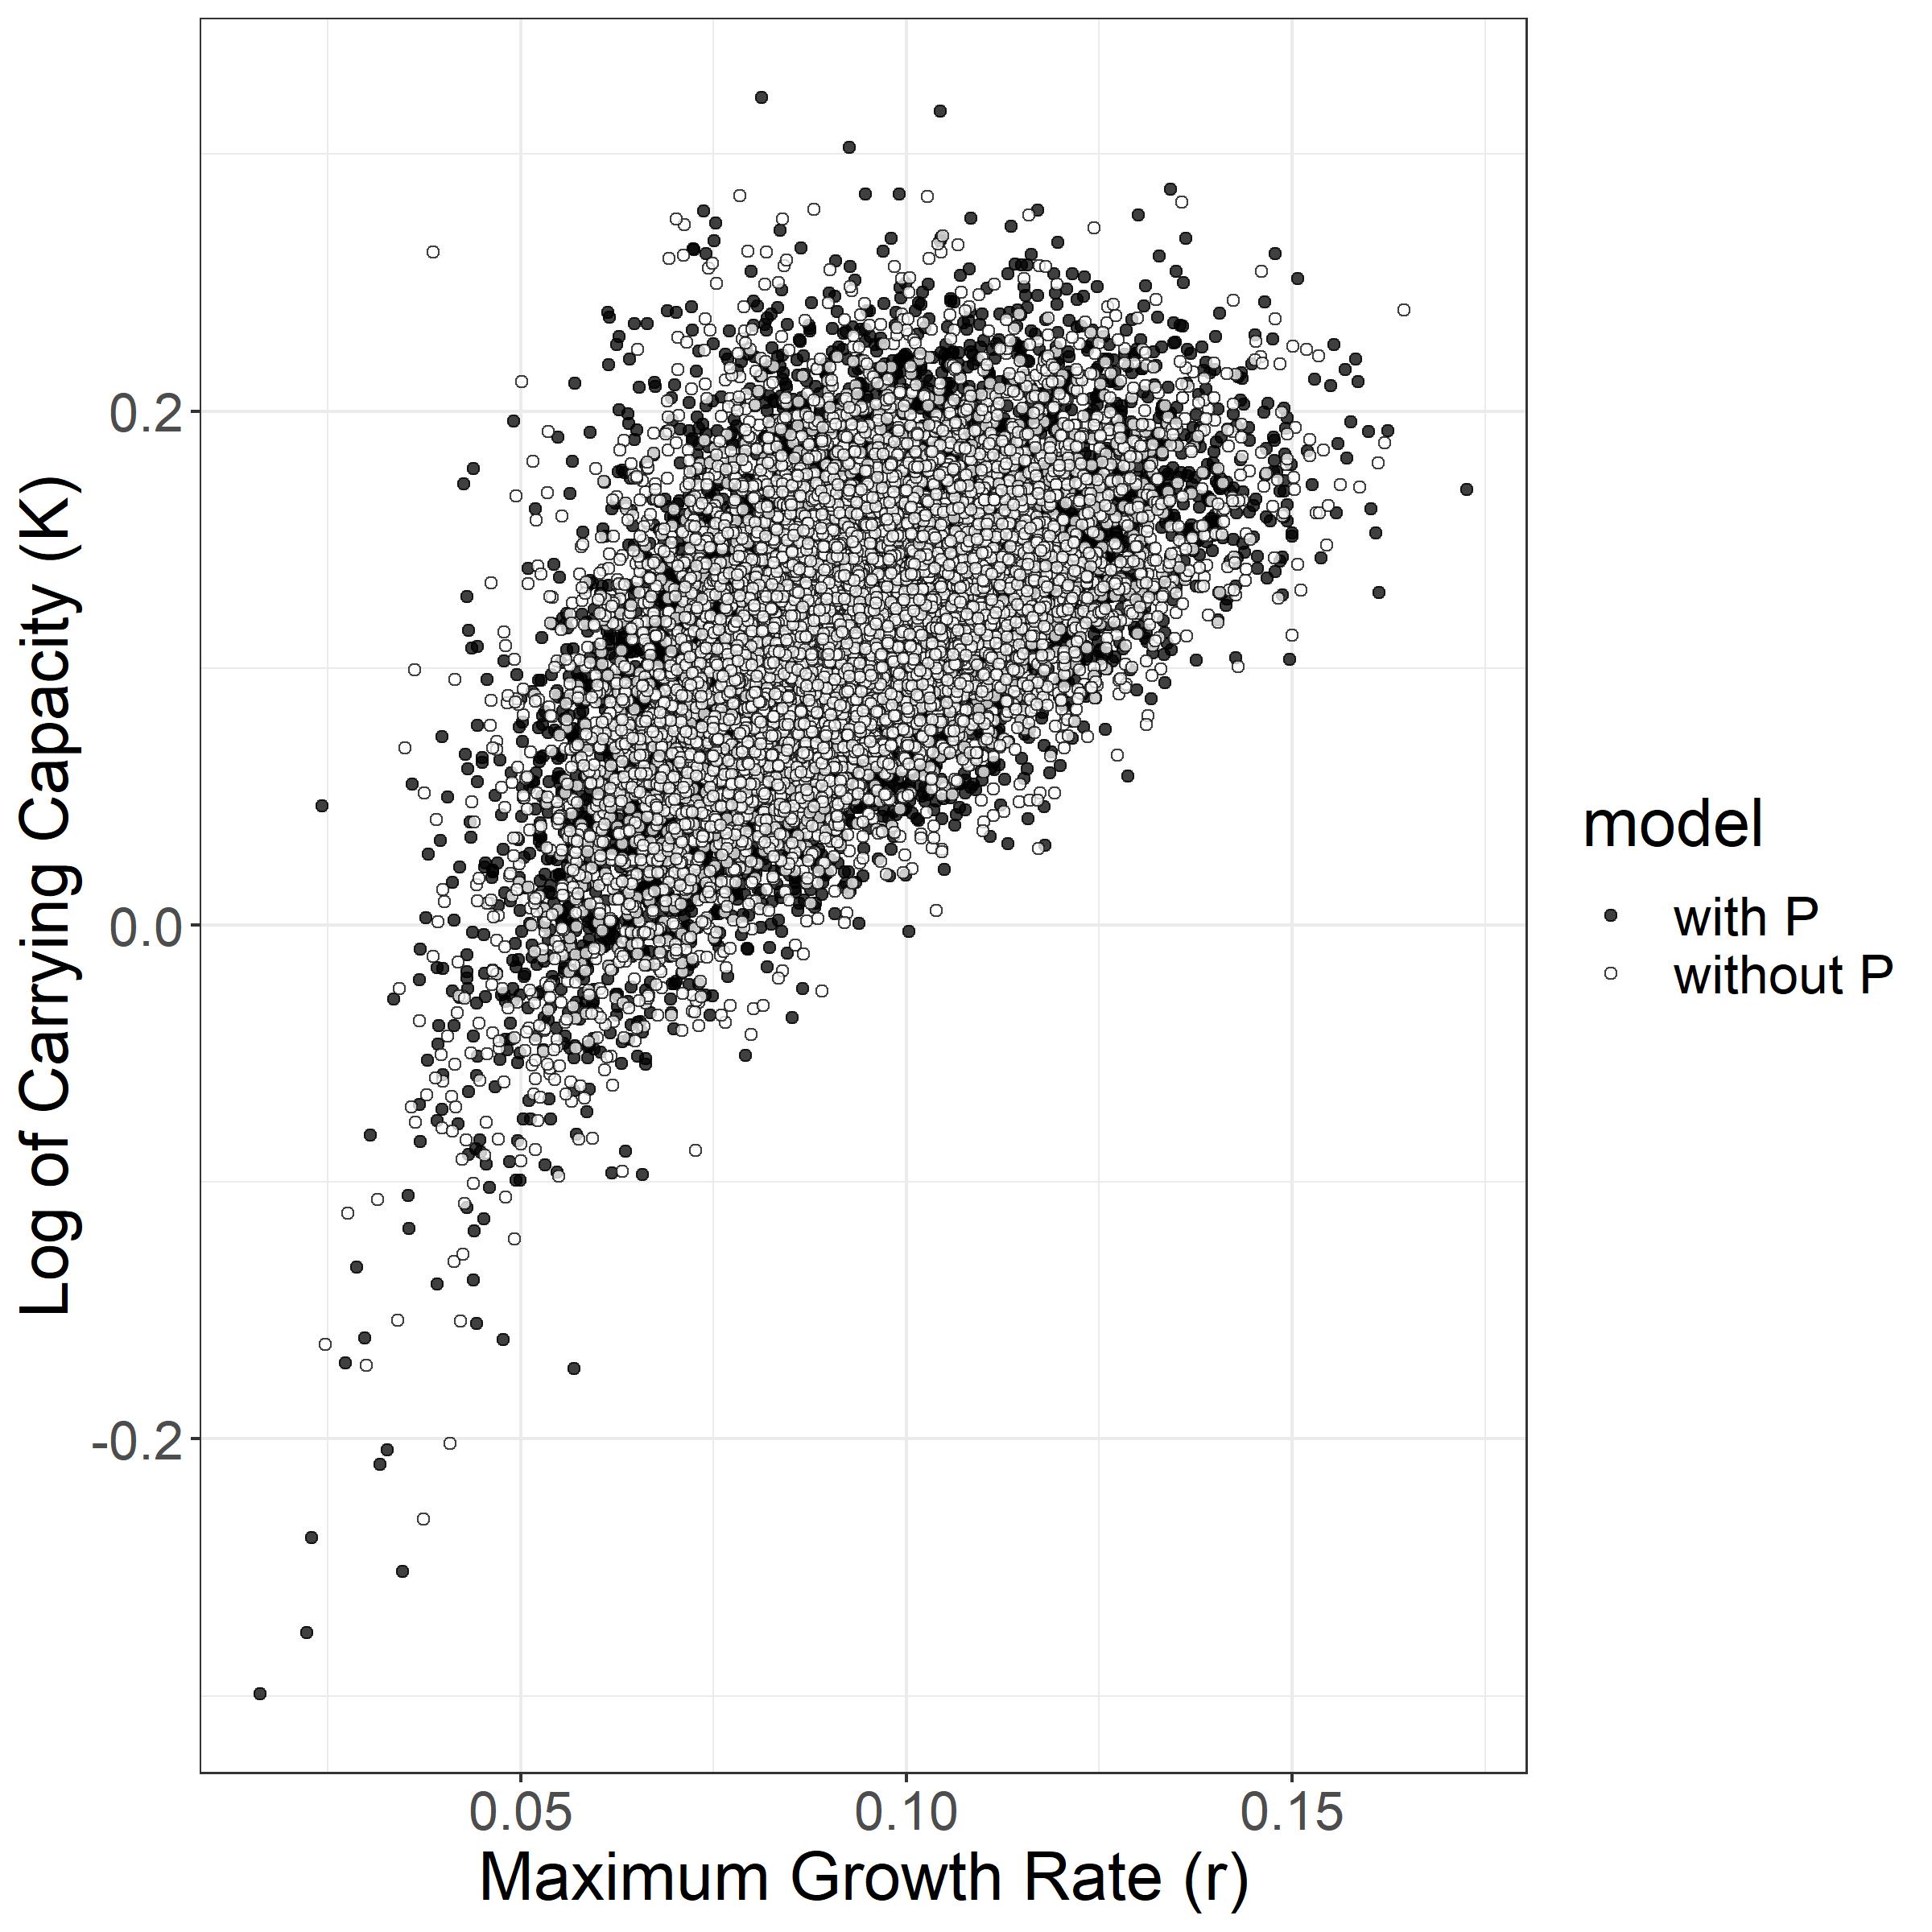 Log of Carrying Capacity (K)
0.2
0.0
-0.2
0.05 0.10 0.15
Maximum Growth Rate (r)
model
with P
without P